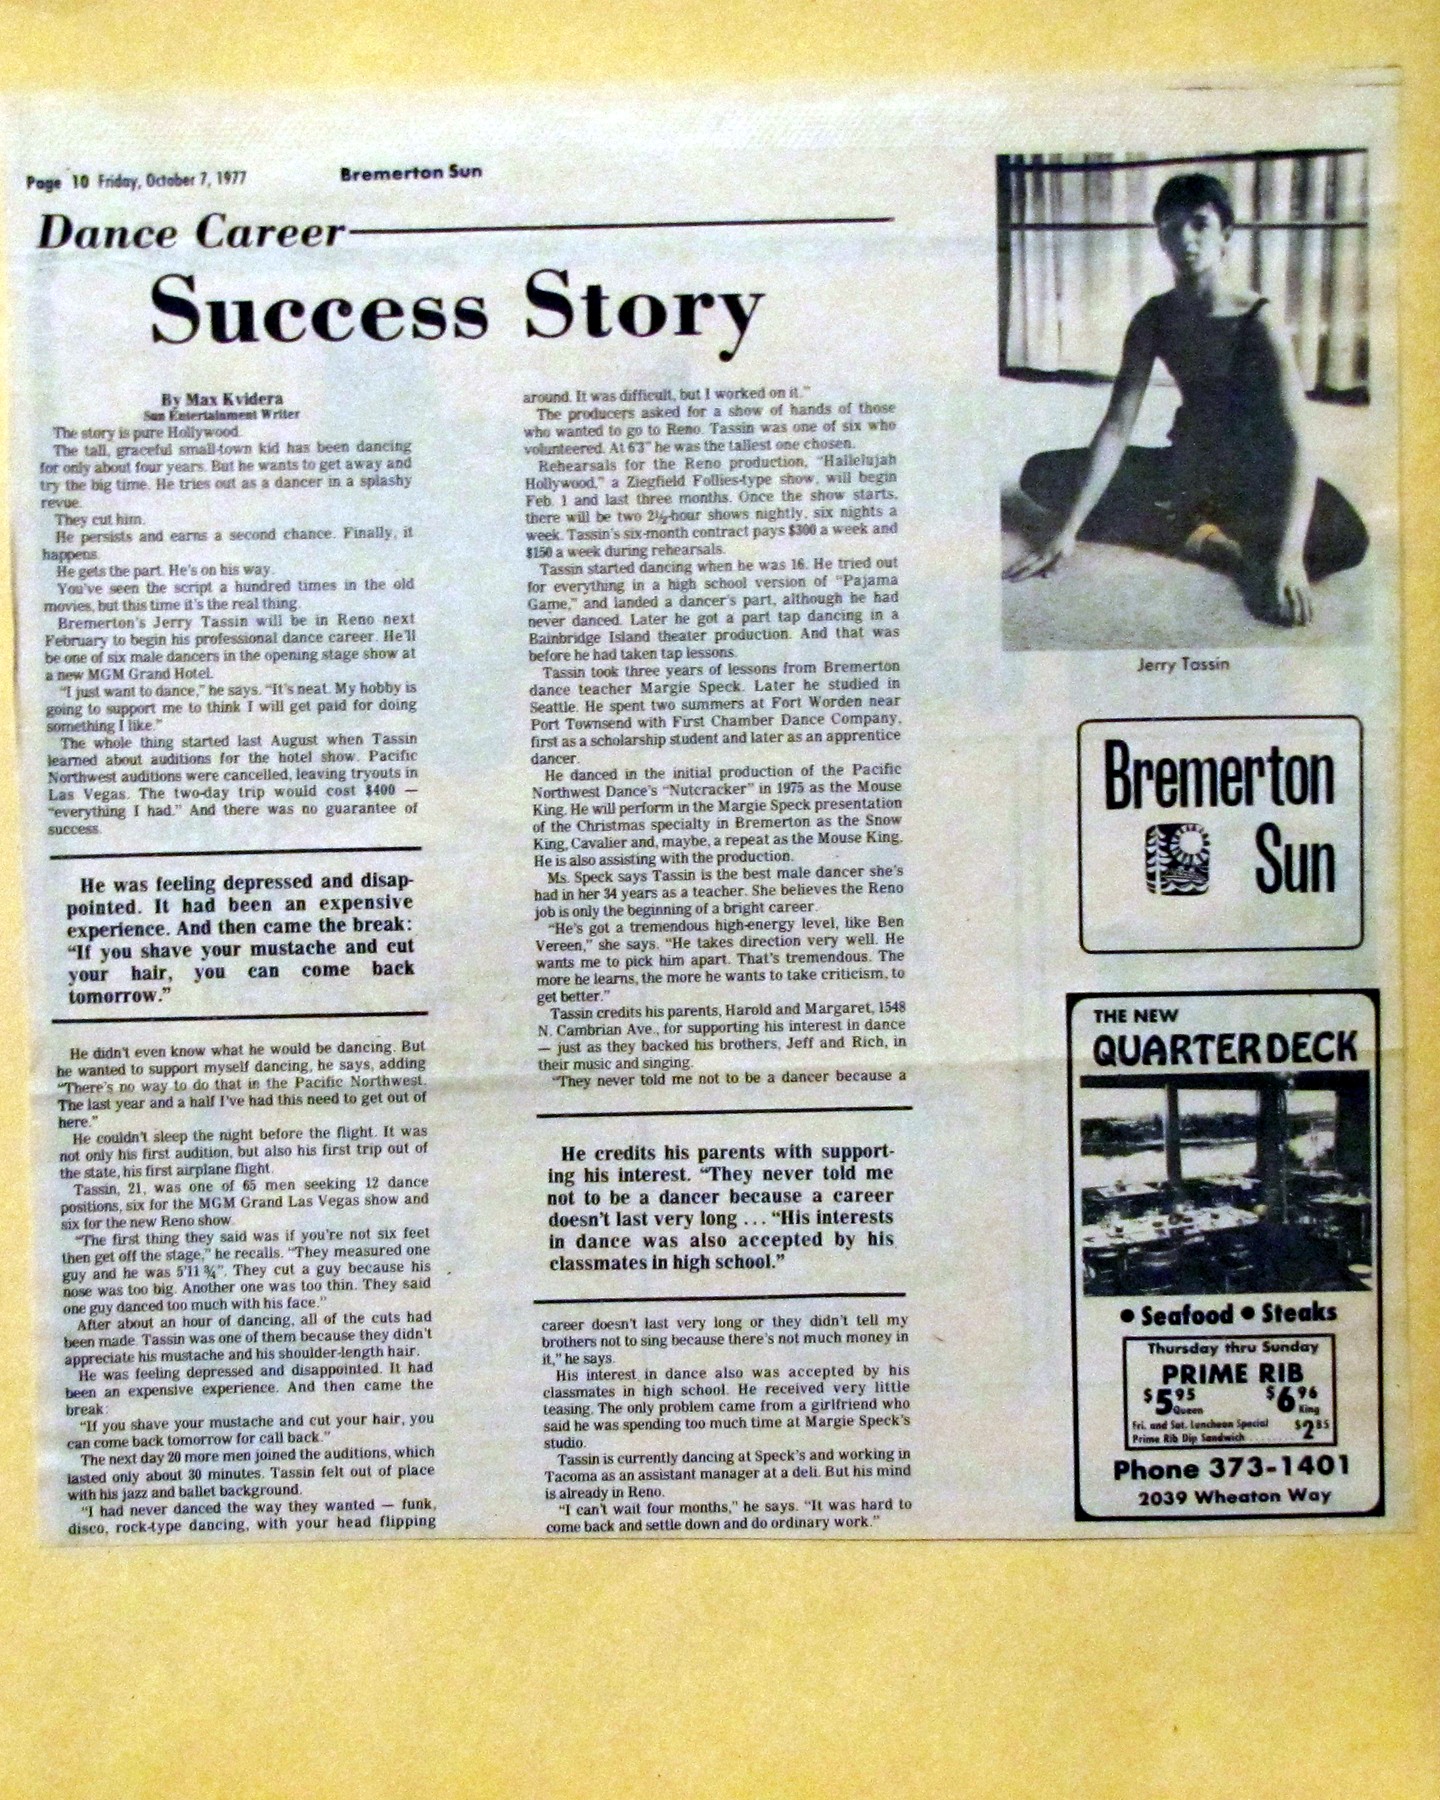 Page 10 Friday, October 7, 1977 Bremerton Sun
Dance Career
Success Story
By Max Kvidera
Sun Entertainment Writer
The story is pure Hollywood.
The tall, graceful small-town kid has been dancing
for only about four years. But he wants to get away and
try the big time. He tries out as a dancer in a splashy
revue.
They cut him.
He persists and earns a second chance. Finally, it
happens.
He gets the part. He's on his way.
You've seen the script a hundred times in the old
movies, but this time it's the real thing.
Bremerton's Jerry Tassin will be in Reno next
February to begin his professional dance career. He'll
be one of six male dancers in the opening stage show at
a new MGM Grand Hotel.
"I just want to dance," he says. "It's neat. My hobby is
going to support me to think I will get paid for doing
something I like."
The whole thing started last August when Tassin
learned about auditions for the hotel show. Pacific
Northwest auditions were cancelled, leaving tryouts in
Las Vegas. The two-day trip would cost $400 —
"everything I had." And there was no guarantee of
success.
He was feeling depressed and disap-
pointed. It had been an expensive
experience. And then came the break:
"If you shave your mustache and cut
your hair, you can come back
tomorrow."
He didn't even know what he would be dancing. But
he wanted to support myself dancing, he says, adding
"There's no way to do that in the Pacific Northwest.
The last year and a half I've had this need to get out of
here."
He couldn't sleep the night before the flight. It was
not only his first audition, but also his first trip out of
the state, his first airplane flight.
Tassin, 21, was one of 65 men seeking 12 dance
positions, six for the MGM Grand Las Vegas show and
six for the new Reno show.
"The first thing they said was if you're not six feet
then get off the stage," he recalls. "They measured one
guy and he was 5'11 ¾". They cut a guy because his
nose was too big. Another one was too thin. They said
one guy danced too much with his face."
After about an hour of dancing, all of the cuts had
been made. Tassin was one of them because they didn't
appreciate his mustache and his shoulder-length hair.
He was feeling depressed and disappointed. It had
been an expensive experience. And then came the
break:
"If you shave your mustache and cut your hair, you
can come back tomorrow for call back."
The next day 20 more men joined the auditions, which
lasted only about 30 minutes. Tassin felt out of place
with his jazz and ballet background.
"I had never danced the way they wanted — funk,
disco, rock-type dancing, with your head flipping
around. It was difficult, but I worked on it."
The producers asked for a show of hands of those
who wanted to go to Reno. Tassin was one of six who
volunteered. At 6'3" he was the tallest one chosen.
Rehearsals for the Reno production, "Hallelujah
Hollywood," a Ziegfield Follies-type show, will begin
Feb. 1 and last three months. Once the show starts,
there will be two 2½-hour shows nightly, six nights a
week. Tassin's six-month contract pays $300 a week and
$150 a week during rehearsals.
Tassin started dancing when he was 16. He tried out
for everything in a high school version of "Pajama
Game," and landed a dancer's part, although he had
never danced. Later he got a part tap dancing in a
Bainbridge Island theater production. And that was
before he had taken tap lessons.
Tassin took three years of lessons from Bremerton
dance teacher Margie Speck. Later he studied in
Seattle. He spent two summers at Fort Worden near
Port Townsend with First Chamber Dance Company,
first as a scholarship student and later as an apprentice
dancer.
He danced in the initial production of the Pacific
Northwest Dance's "Nutcracker" in 1975 as the Mouse
King. He will perform in the Margie Speck presentation
of the Christmas specialty in Bremerton as the Snow
King, Cavalier and, maybe, a repeat as the Mouse King.
He is also assisting with the production.
Ms. Speck says Tassin is the best male dancer she's
had in her 34 years as a teacher. She believes the Reno
job is only the beginning of a bright career.
"He's got a tremendous high-energy level, like Ben
Vereen," she says. "He takes direction very well. He
wants me to pick him apart. That's tremendous. The
more he learns, the more he wants to take criticism, to
get better."
Tassin credits his parents, Harold and Margaret, 1548
N. Cambrian Ave., for supporting his interest in dance
— just as they backed his brothers, Jeff and Rich, in
their music and singing.
"They never told me not to be a dancer because a
He credits his parents with support-
ing his interest. "They never told me
not to be a dancer because a career
doesn't last very long ... "His interests
in dance was also accepted by his
classmates in high school."
career doesn't last very long or they didn't tell my
brothers not to sing because there's not much money in
it," he says.
His interest in dance also was accepted by his
classmates in high school. He received very little
teasing. The only problem came from a girlfriend who
said he was spending too much time at Margie Speck's
studio.
Tassin is currently dancing at Speck's and working in
Tacoma as an assistant manager at a deli. But his mind
is already in Reno.
"I can't wait four months," he says. "It was hard to
come back and settle down and do ordinary work."
Jerry Tassin
Bremerton
Sun
THE NEW
QUARTERDECK
• Seafood • Steaks
Thursday thru Sunday
PRIME RIB
$5.95 Queen $6.96 King
Fri. and Sat. Luncheon Special
Prime Rib Dip Sandwich ........ $2.85
Phone 373-1401
2039 Wheaton Way